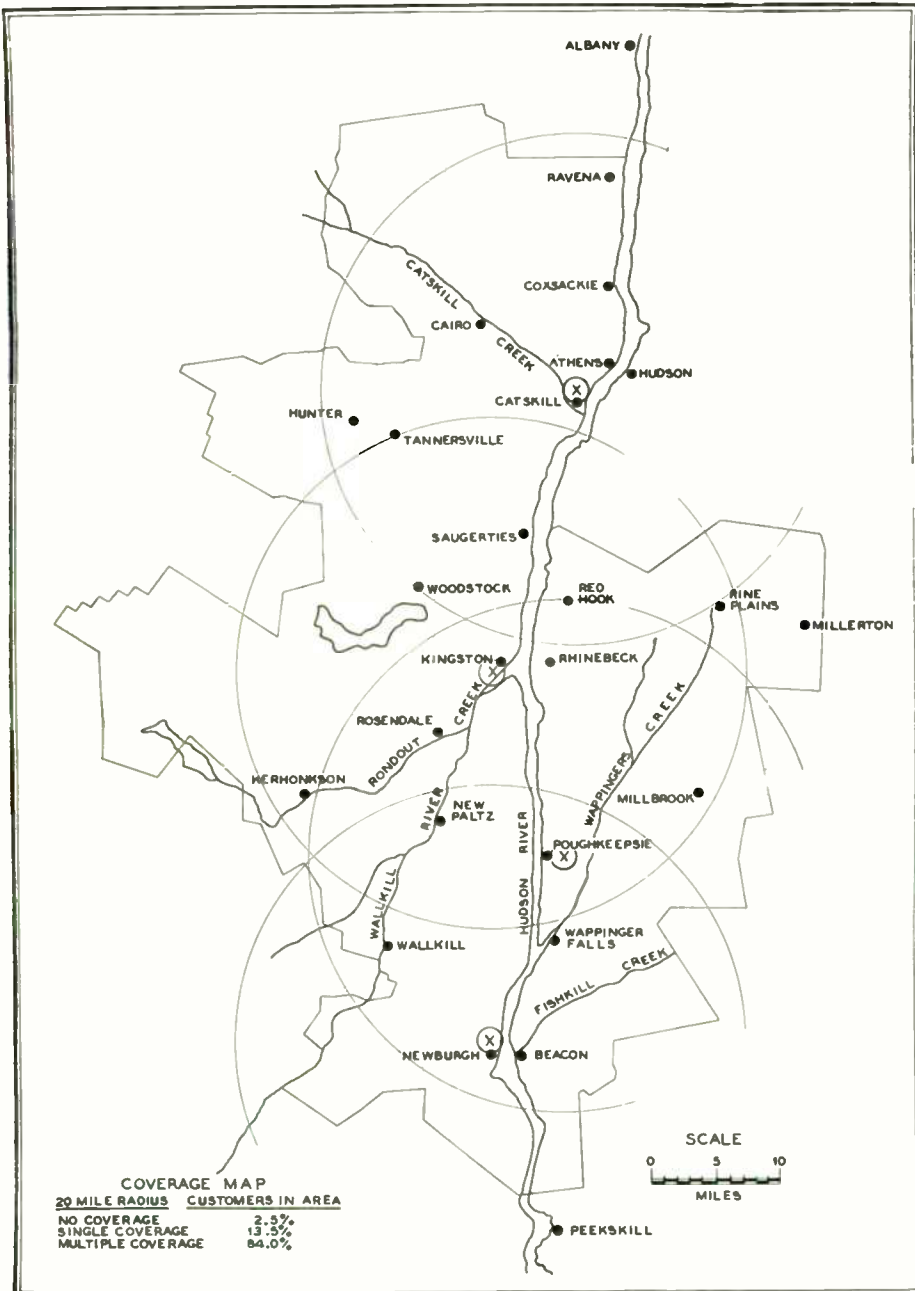 ALBANY
RAVENA
CATSKILL
COXSACKIE
CAIRO
CREEK
ATHENS
HUDSON
X
CATSKILL
HUNTER
TANNERSVILLE
SAUGERTIES
WOODSTOCK
RED
HOOK
PINE
PLAINS
MILLERTON
KINGSTON
X
RHINEBECK
CREEK
ROSENDALE
RONDOUT
CREEK
WAPPINGERS
KERHONKSON
MILLBROOK
NEW
PALTZ
RIVER
RIVER
POUGHKEEPSIE
X
HUDSON
WALLKILL
WALLKILL
WAPPINGER
FALLS
FISHKILL
CREEK
X
NEWBURGH
BEACON
SCALE
0 5 10
MILES
COVERAGE MAP
20 MILE RADIUS CUSTOMERS IN AREA
NO COVERAGE 2.5%
SINGLE COVERAGE 13.5%
MULTIPLE COVERAGE 84.0%
PEEKSKILL